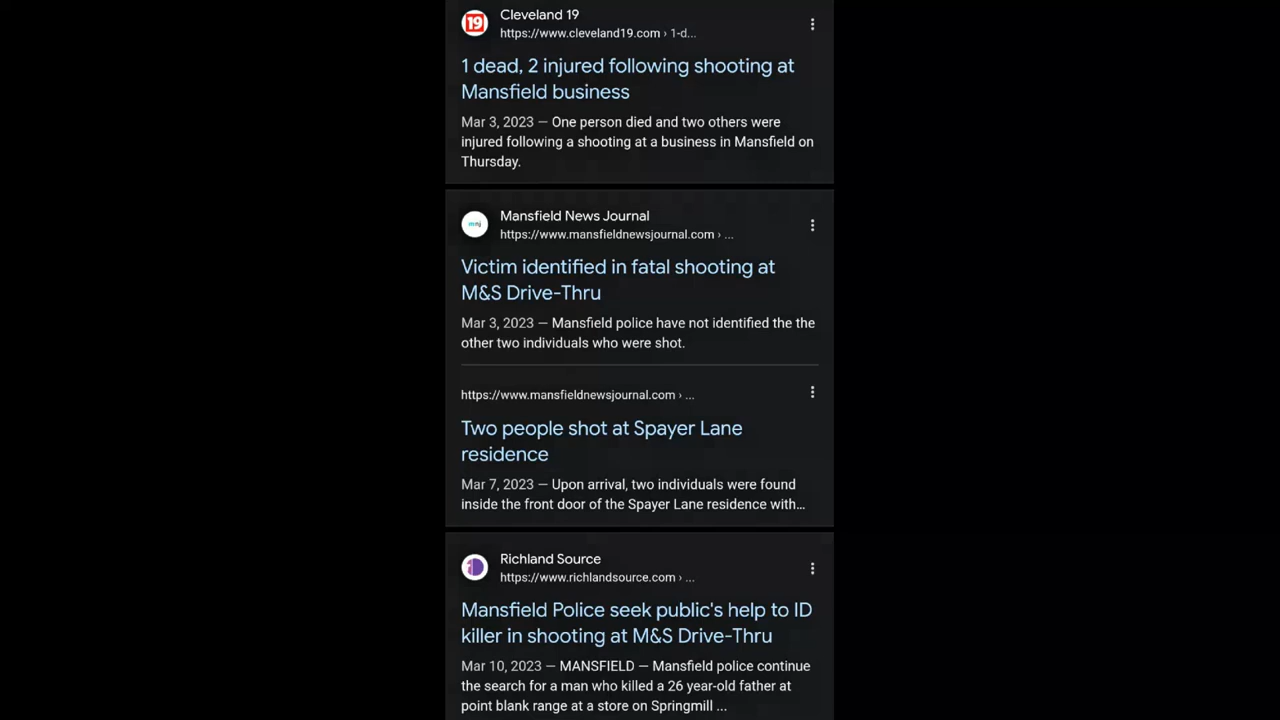 Cleveland 19
https://www.cleveland19.com › 1-d...
1 dead, 2 injured following shooting at
Mansfield business
Mar 3, 2023 — One person died and two others were
injured following a shooting at a business in Mansfield on
Thursday.
mnj
Mansfield News Journal
https://www.mansfieldnewsjournal.com › ...
Victim identified in fatal shooting at
M&S Drive-Thru
Mar 3, 2023 — Mansfield police have not identified the the
other two individuals who were shot.
https://www.mansfieldnewsjournal.com › ...
Two people shot at Spayer Lane
residence
Mar 7, 2023 — Upon arrival, two individuals were found
inside the front door of the Spayer Lane residence with...
Richland Source
https://www.richlandsource.com › ...
Mansfield Police seek public's help to ID
killer in shooting at M&S Drive-Thru
Mar 10, 2023 — MANSFIELD — Mansfield police continue
the search for a man who killed a 26 year-old father at
point blank range at a store on Springmill ...